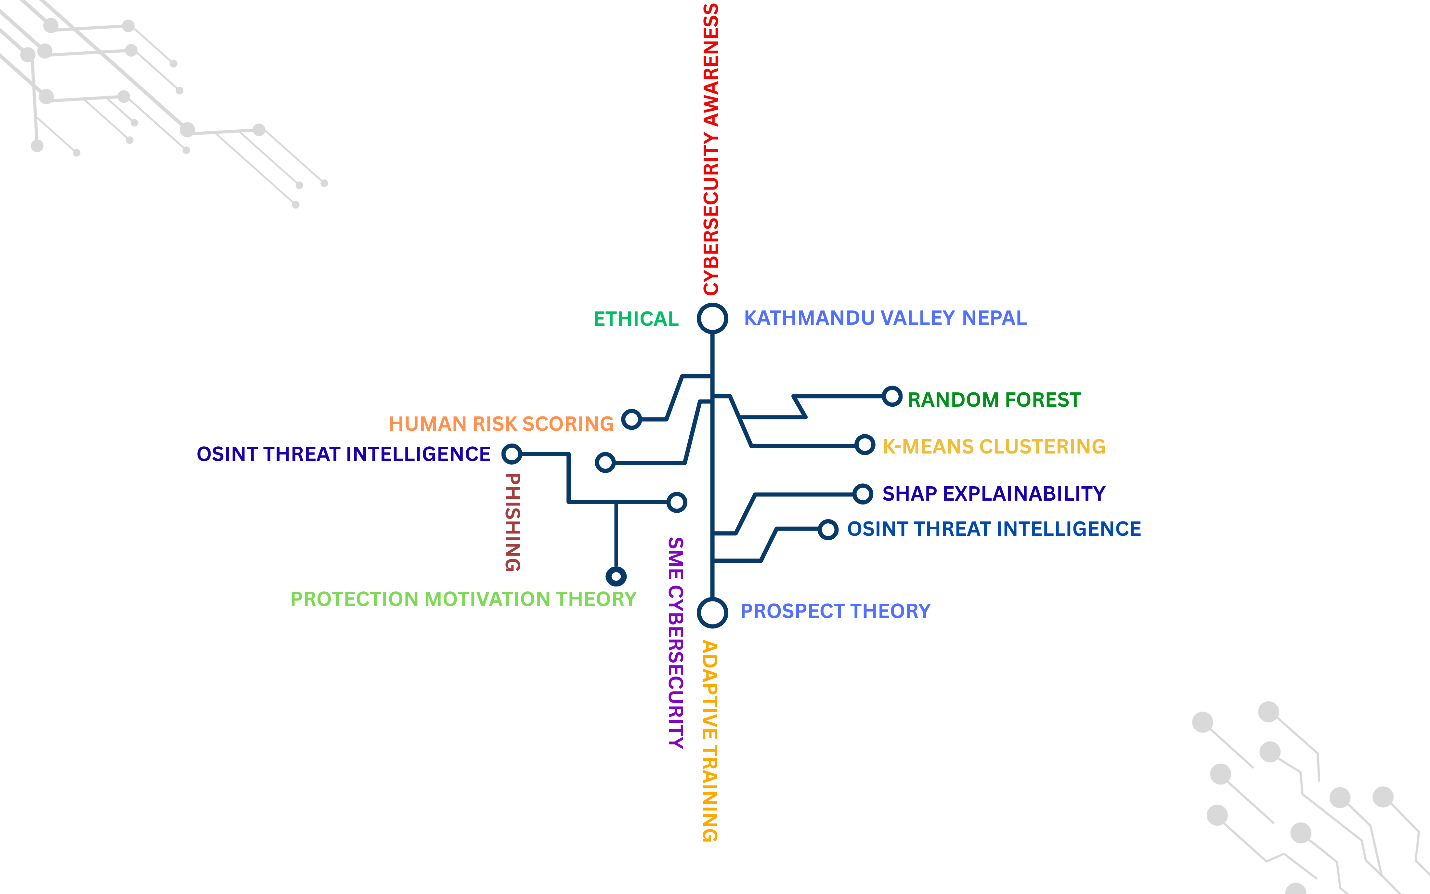 CYBERSECURITY AWARENESS
ETHICAL
KATHMANDU VALLEY NEPAL
RANDOM FOREST
HUMAN RISK SCORING
K-MEANS CLUSTERING
OSINT THREAT INTELLIGENCE
PHISHING
SHAP EXPLAINABILITY
OSINT THREAT INTELLIGENCE
SME CYBERSECURITY
PROTECTION MOTIVATION THEORY
PROSPECT THEORY
ADAPTIVE TRAINING